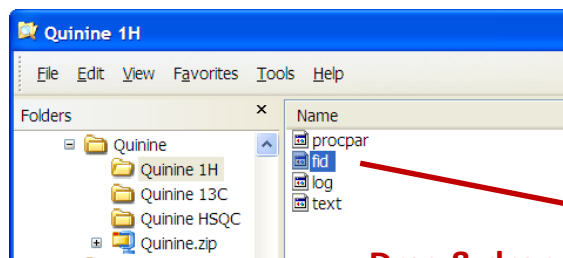 Quinine 1H
File Edit View Favorites Tools Help
Folders × Name
Quinine
Quinine 1H
Quinine 13C
Quinine HSQC
Quinine.zip
procpar
fid
log
text